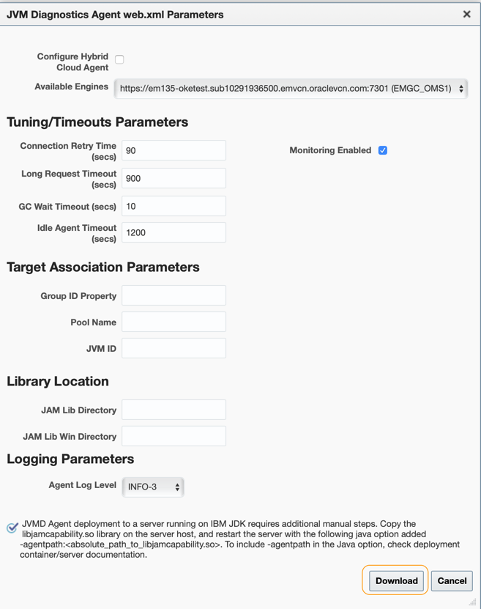 JVM Diagnostics Agent web.xml Parameters
Configure Hybrid
Cloud Agent
Available Engines https://em135-oketest.sub10291936500.emvcn.oraclevcn.com:7301 (EMGC_OMS1)
Tuning/Timeouts Parameters
Connection Retry Time
(secs) 90 Monitoring Enabled
Long Request Timeout
(secs) 900
GC Wait Timeout (secs) 10
Idle Agent Timeout
(secs) 1200
Target Association Parameters
Group ID Property
Pool Name
JVM ID
Library Location
JAM Lib Directory
JAM Lib Win Directory
Logging Parameters
Agent Log Level INFO-3
JVMD Agent deployment to a server running on IBM JDK requires additional manual steps. Copy the
libjamcapability.so library on the server host, and restart the server with the following java option added
-agentpath:<absolute_path_to_libjamcapability.so>. To include -agentpath in the Java option, check deployment
container/server documentation.
Download Cancel